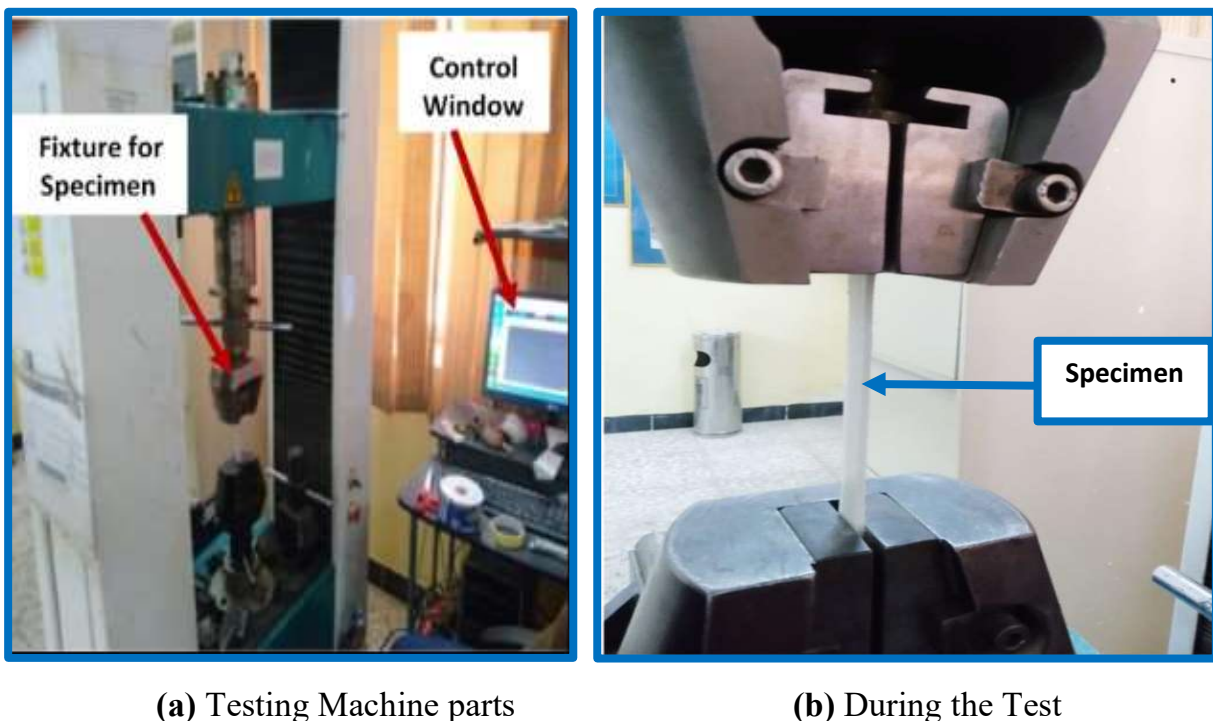 Fixture for
Specimen
Control
Window
Specimen
(a) Testing Machine parts
(b) During the Test